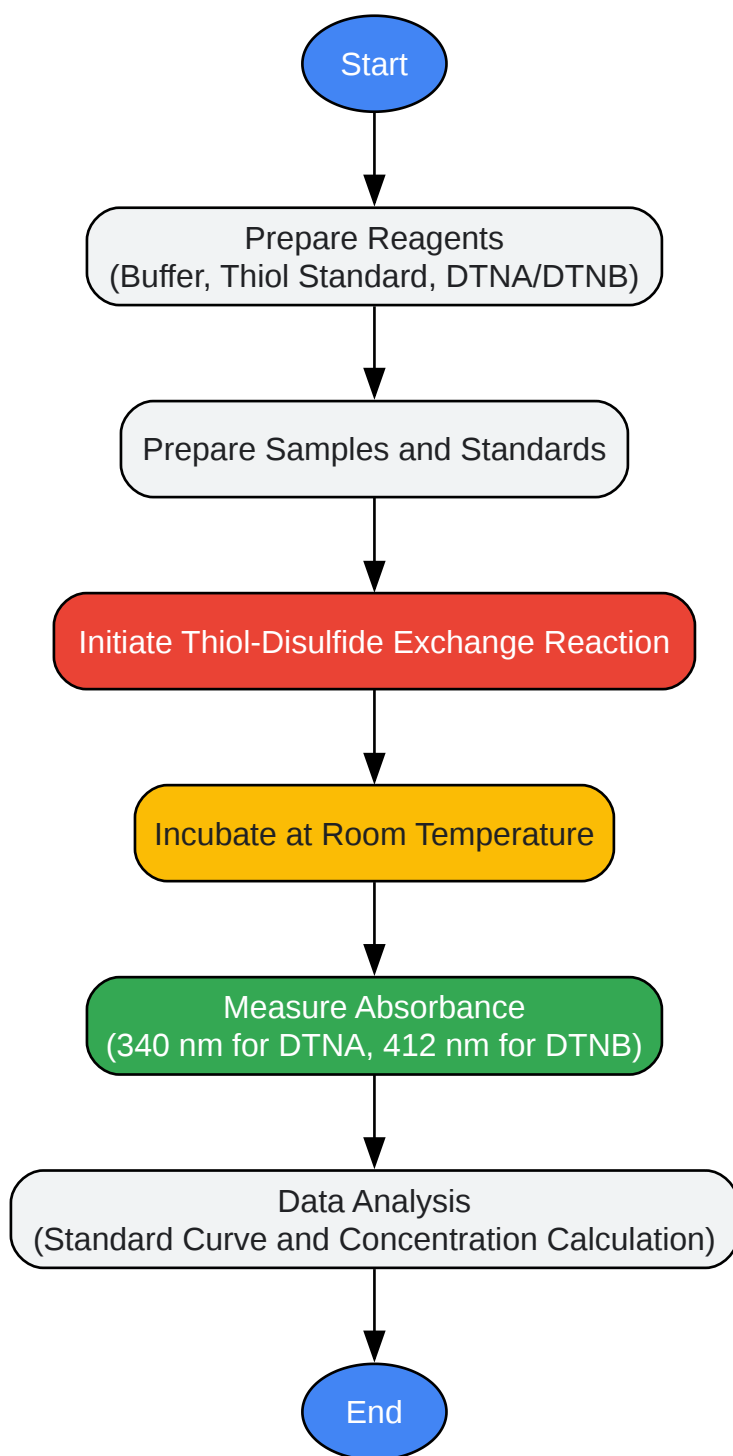 Start
Prepare Reagents
(Buffer, Thiol Standard, DTNA/DTNB)
Prepare Samples and Standards
Initiate Thiol-Disulfide Exchange Reaction
Incubate at Room Temperature
Measure Absorbance
(340 nm for DTNA, 412 nm for DTNB)
Data Analysis
(Standard Curve and Concentration Calculation)
End